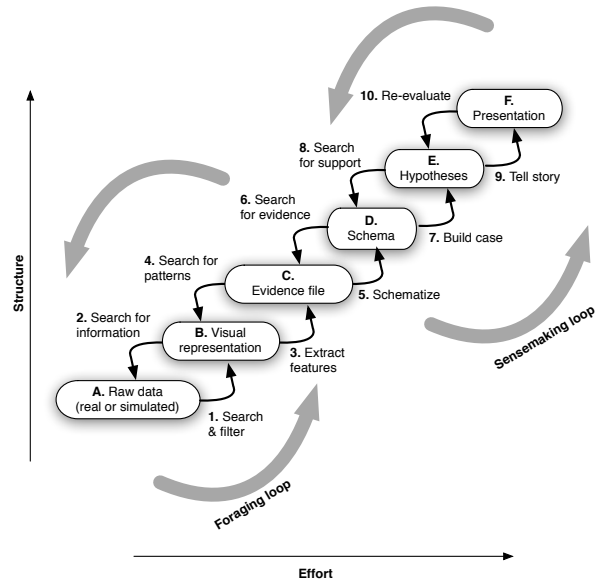 10. Re-evaluate
F.
Presentation
8. Search
for support
E.
Hypotheses
9. Tell story
6. Search
for evidence
D.
Schema
7. Build case
4. Search for
patterns
C.
Evidence file
5. Schematize
2. Search for
information
B. Visual
representation
3. Extract
features
A. Raw data
(real or simulated)
1. Search
& filter
Structure
Sensemaking loop
Foraging loop
Effort